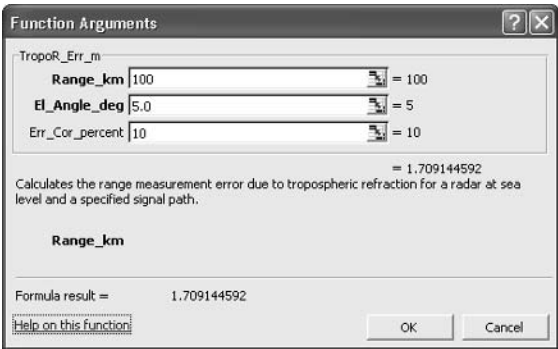 Function Arguments
TropoR_Err_m
Range_km 100 = 100
El_Angle_deg 5.0 = 5
Err_Cor_percent 10 = 10
= 1.709144592
Calculates the range measurement error due to tropospheric refraction for a radar at sea
level and a specified signal path.
Range_km
Formula result = 1.709144592
Help on this function OK Cancel